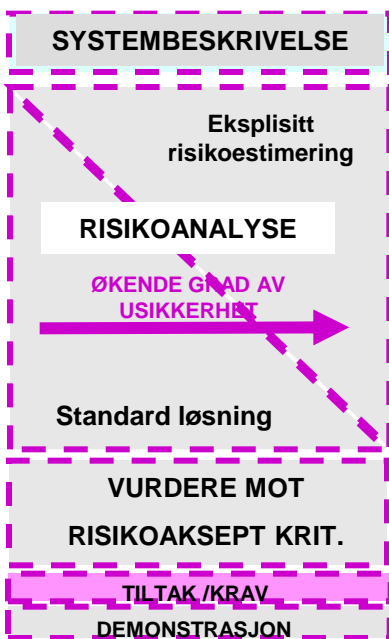 SYSTEMBESKRIVELSE
Eksplisitt
risikoestimering
RISIKOANALYSE
ØKENDE GRAD AV
USIKKERHET
Standard løsning
VURDERE MOT
RISIKOAKSEPT KRIT.
TILTAK /KRAV
DEMONSTRASJON